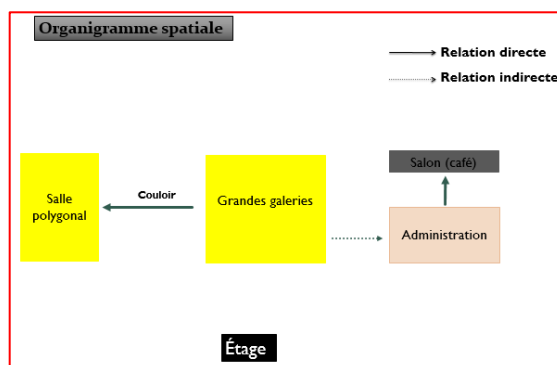 Organigramme spatiale
Relation directe
Relation indirecte
Salon (café)
Couloir
Salle
polygonal
Grandes galeries
Administration
Étage